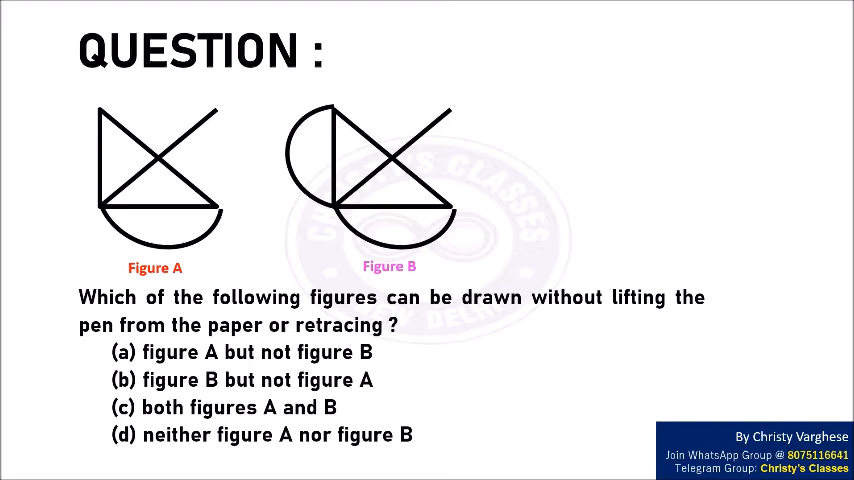 QUESTION :
Figure A
Figure B
Which of the following figures can be drawn without lifting the
pen from the paper or retracing ?
(a) figure A but not figure B
(b) figure B but not figure A
(c) both figures A and B
(d) neither figure A nor figure B
By Christy Varghese
Join WhatsApp Group @ 8075116641
Telegram Group: Christy's Classes